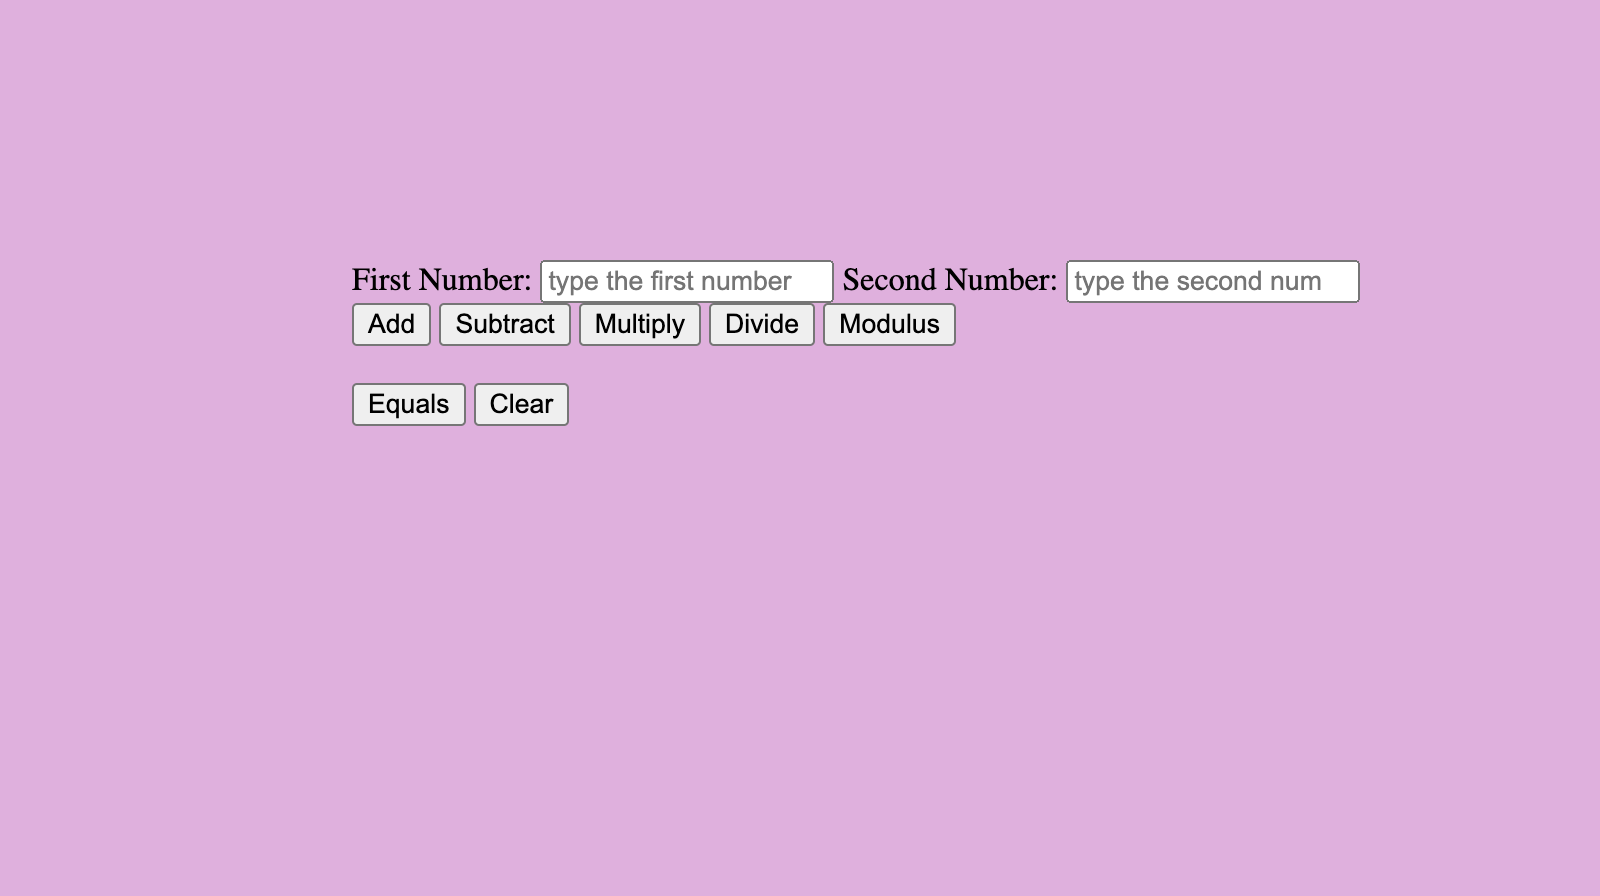 First Number: type the first number Second Number: type the second num
Add Subtract Multiply Divide Modulus
Equals Clear